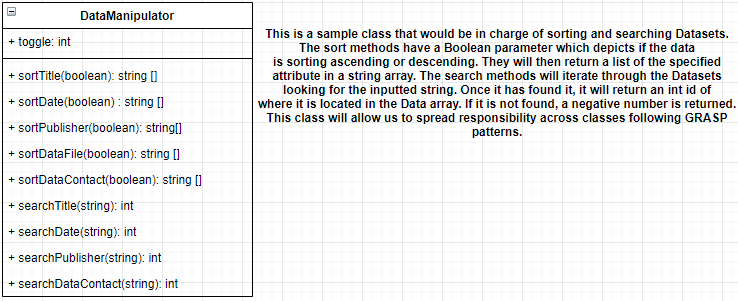 DataManipulator
+ toggle: int
+ sortTitle(boolean): string []
+ sortDate(boolean) : string []
+ sortPublisher(boolean): string[]
+ sortDataFile(boolean): string []
+ sortDataContact(boolean): string []
+ searchTitle(string): int
+ searchDate(string): int
+ searchPublisher(string): int
+ searchDataContact(string): int
This is a sample class that would be in charge of sorting and searching Datasets.
The sort methods have a Boolean parameter which depicts if the data
is sorting ascending or descending. They will then return a list of the specified
attribute in a string array. The search methods will iterate through the Datasets
looking for the inputted string. Once it has found it, it will return an int id of
where it is located in the Data array. If it is not found, a negative number is returned.
This class will allow us to spread responsibility across classes following GRASP
patterns.